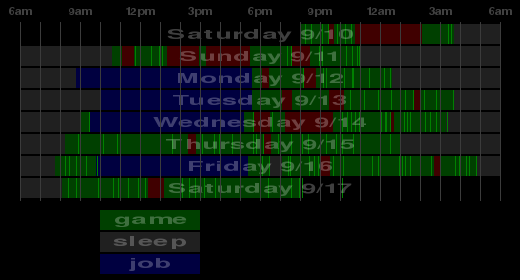 6am 9am 12pm 3pm 6pm 9pm 12am 3am 6am
Saturday 9/10
Sunday 9/11
Monday 9/12
Tuesday 9/13
Wednesday 9/14
Thursday 9/15
Friday 9/16
Saturday 9/17
game
sleep
job